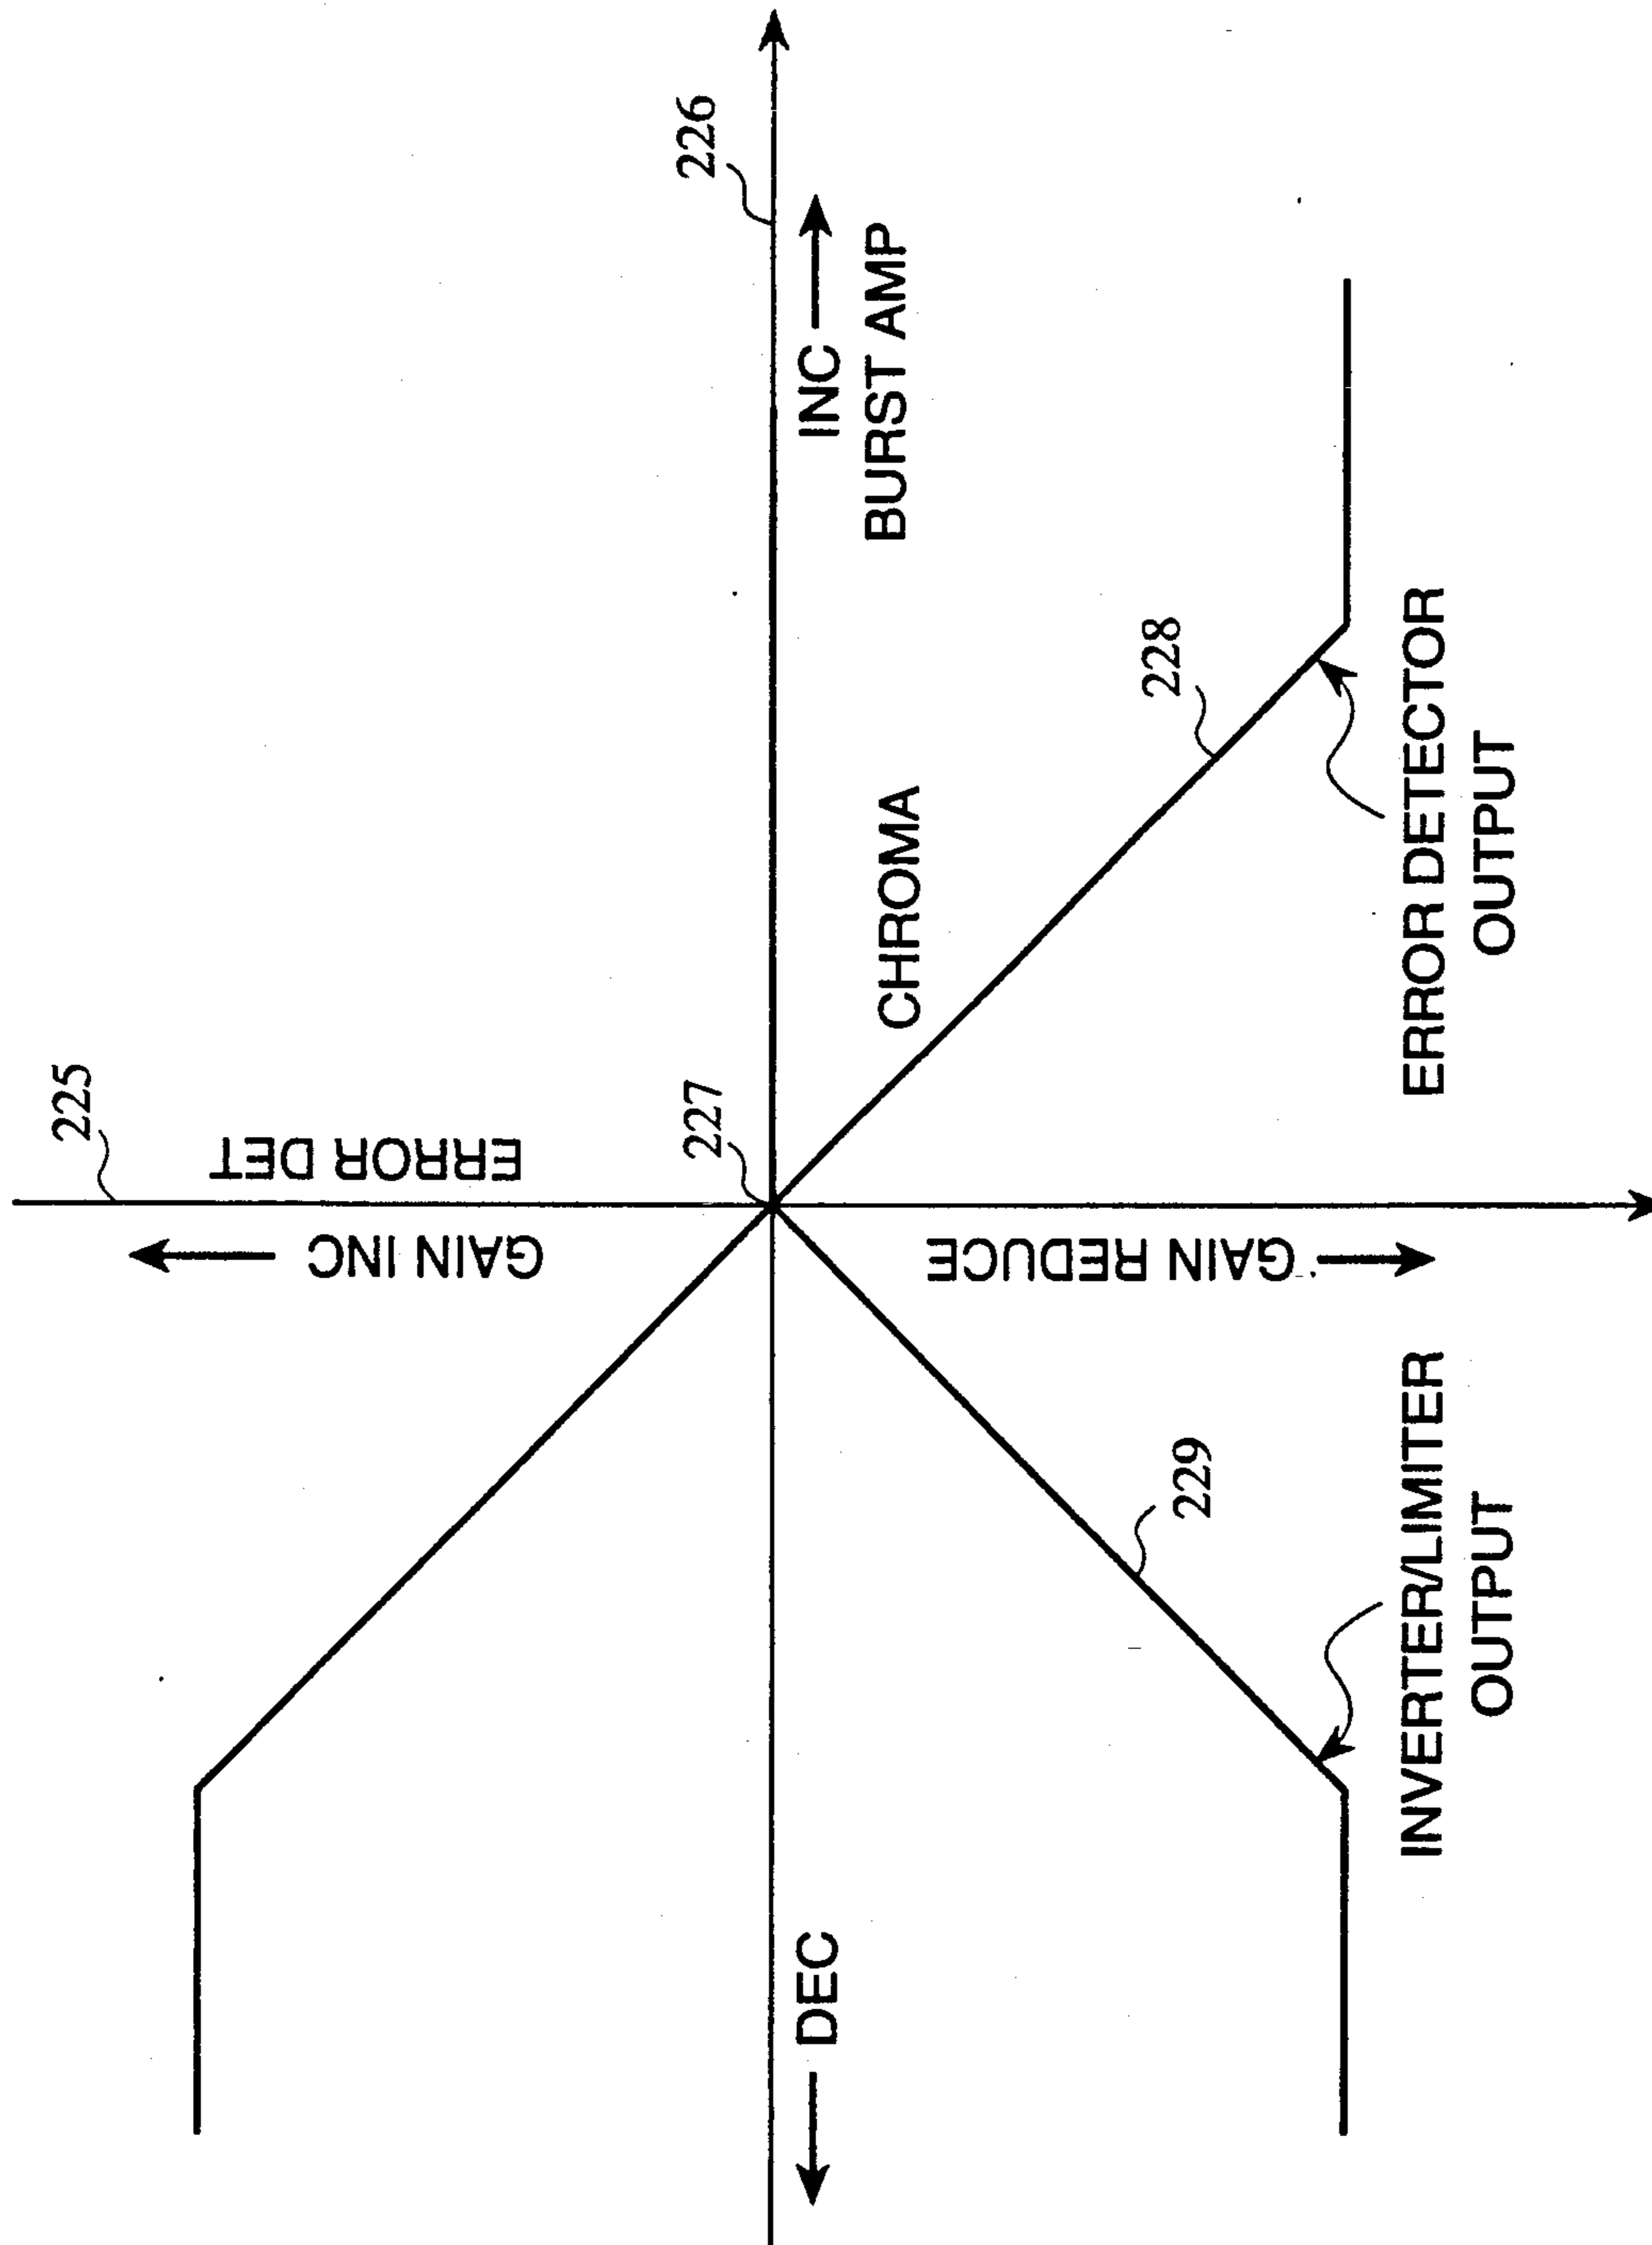 225
ERROR DET
GAIN INC
227
226
INC
BURST AMP
DEC
GAIN REDUCE
CHROMA
228
229
INVERTER/LIMITER
OUTPUT
ERROR DETECTOR
OUTPUT